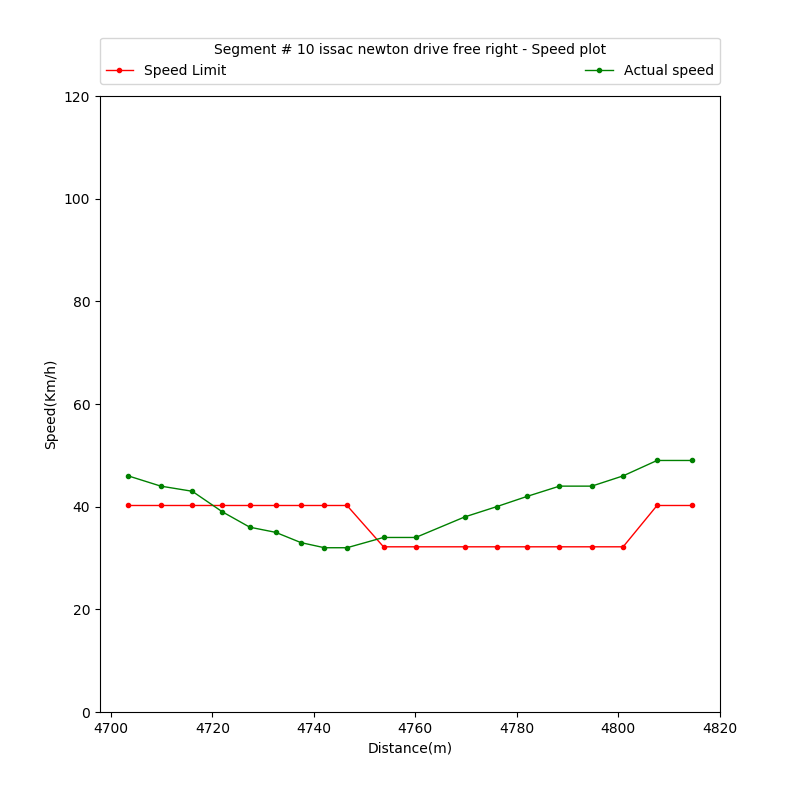 Segment # 10 issac newton drive free right - Speed plot
Speed Limit
Actual speed
120
100
80
60
40
20
0
Speed(Km/h)
4700 4720 4740 4760 4780 4800 4820
Distance(m)